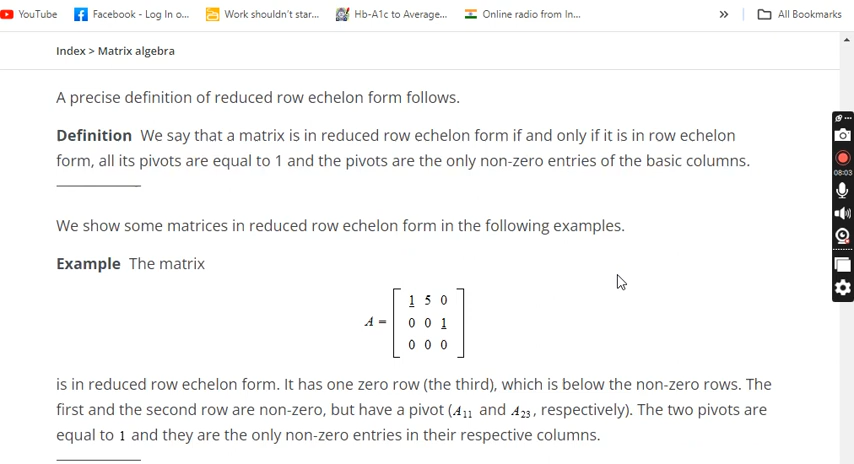 YouTube Facebook - Log In o... Work shouldn't star... Hb-A1c to Average... Online radio from In... » All Bookmarks
Index > Matrix algebra
A precise definition of reduced row echelon form follows.
Definition We say that a matrix is in reduced row echelon form if and only if it is in row echelon
form, all its pivots are equal to 1 and the pivots are the only non-zero entries of the basic columns.
We show some matrices in reduced row echelon form in the following examples.
Example The matrix
1 5 0
A = 0 0 1
0 0 0
is in reduced row echelon form. It has one zero row (the third), which is below the non-zero rows. The
first and the second row are non-zero, but have a pivot (A₁₁ and A₂₃, respectively). The two pivots are
equal to 1 and they are the only non-zero entries in their respective columns.
08:03